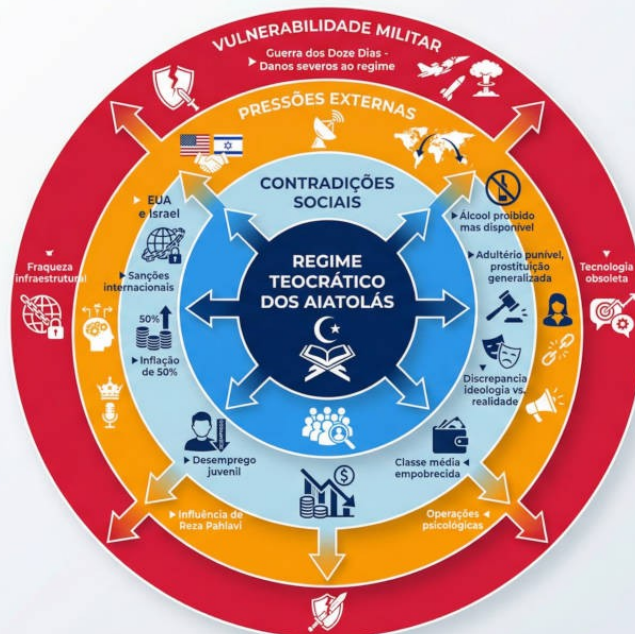 VULNERABILIDADE MILITAR
Guerra dos Doze Dias -
Danos severos ao regime
PRESSÕES EXTERNAS
CONTRADIÇÕES
SOCIAIS
REGIME
TEOCRÁTICO
DOS AIATOLÁS
EUA
e Israel
Sanções
internacionais
50%
Inflação
de 50%
Desemprego
juvenil
Influência de
Reza Pahlavi
Fraqueza
infraestrutural
Álcool proibido
mas disponível
Adultério punível,
prostituição
generalizada
Discrepancia
ideologia vs.
realidade
Classe média
empobrecida
Operações
psicológicas
Tecnologia
obsoleta
$